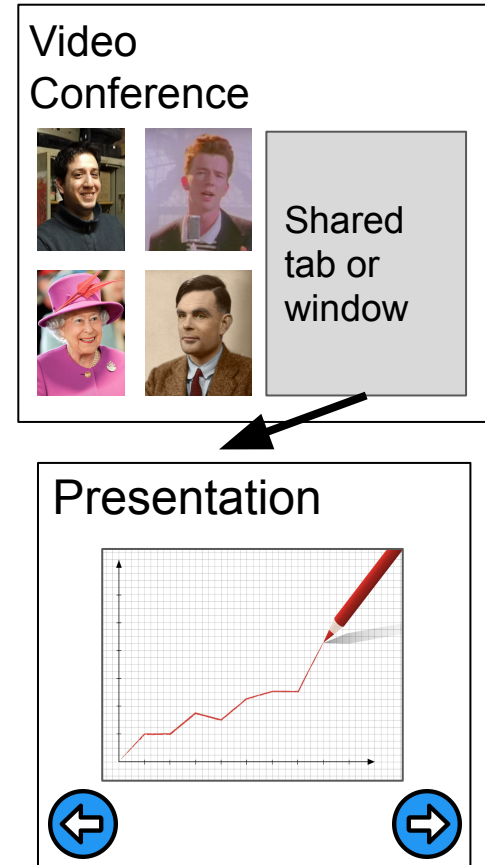 Video
Conference
Shared
tab or
window
Presentation